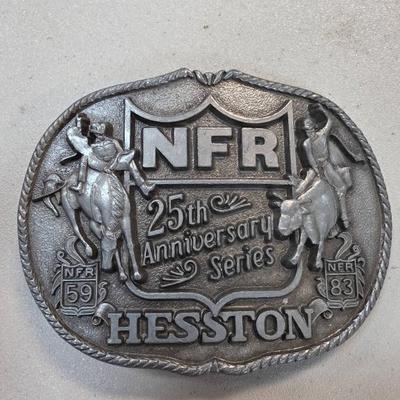 NFR
25th
Anniversary
Series
NFR
59
NFR
83
HESSTON